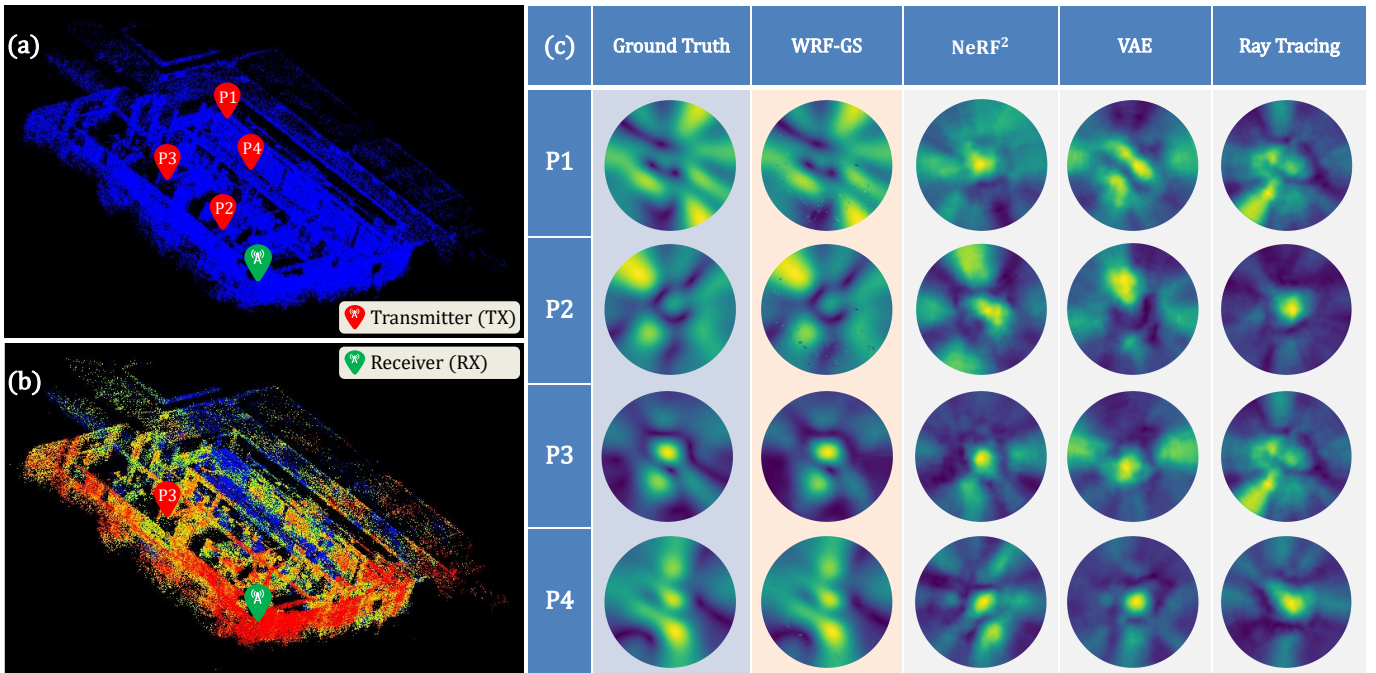 (a)
P1
P4
P3
P2
Transmitter (TX)
Receiver (RX)
(b)
P3
(c) Ground Truth WRF-GS NeRF² VAE Ray Tracing
P1
P2
P3
P4